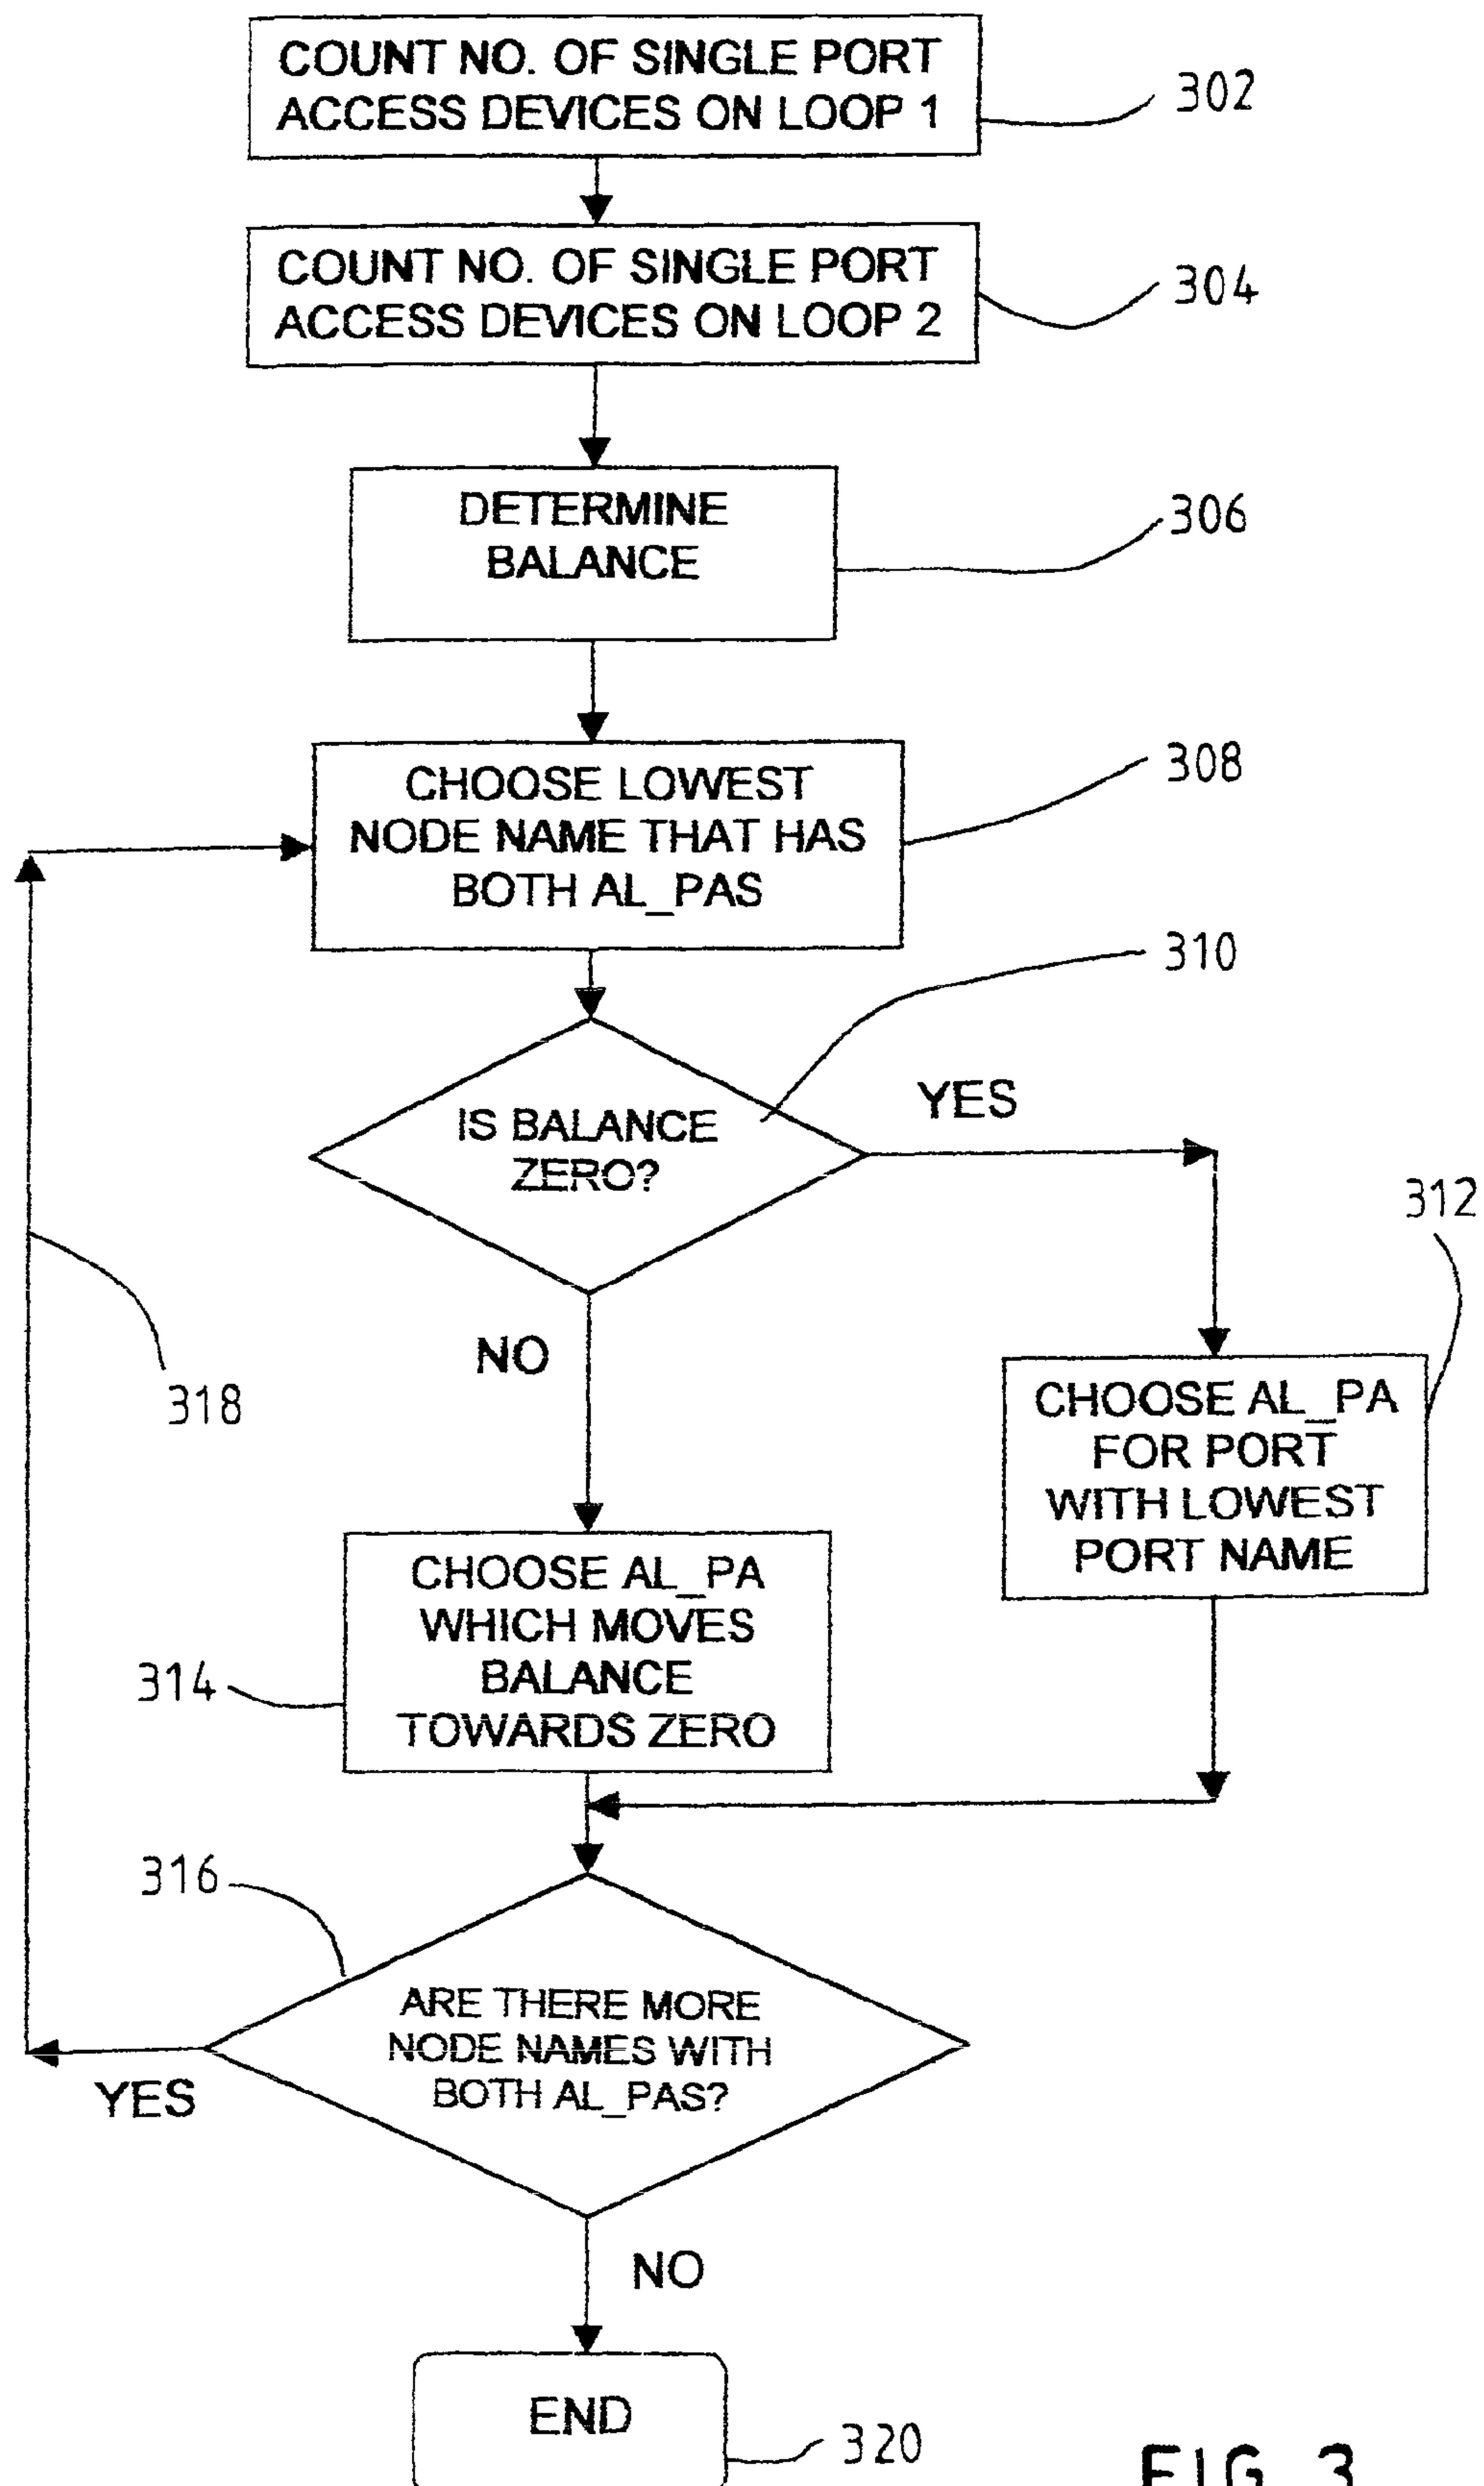 COUNT NO. OF SINGLE PORT
ACCESS DEVICES ON LOOP 1
302
COUNT NO. OF SINGLE PORT
ACCESS DEVICES ON LOOP 2
304
DETERMINE
BALANCE
306
CHOOSE LOWEST
NODE NAME THAT HAS
BOTH AL_PAS
308
310
IS BALANCE
ZERO?
YES
312
NO
318
CHOOSE AL_PA
FOR PORT
WITH LOWEST
PORT NAME
CHOOSE AL_PA
WHICH MOVES
BALANCE
TOWARDS ZERO
314
316
ARE THERE MORE
NODE NAMES WITH
BOTH AL_PAS?
YES
NO
END
320
FIG. 3